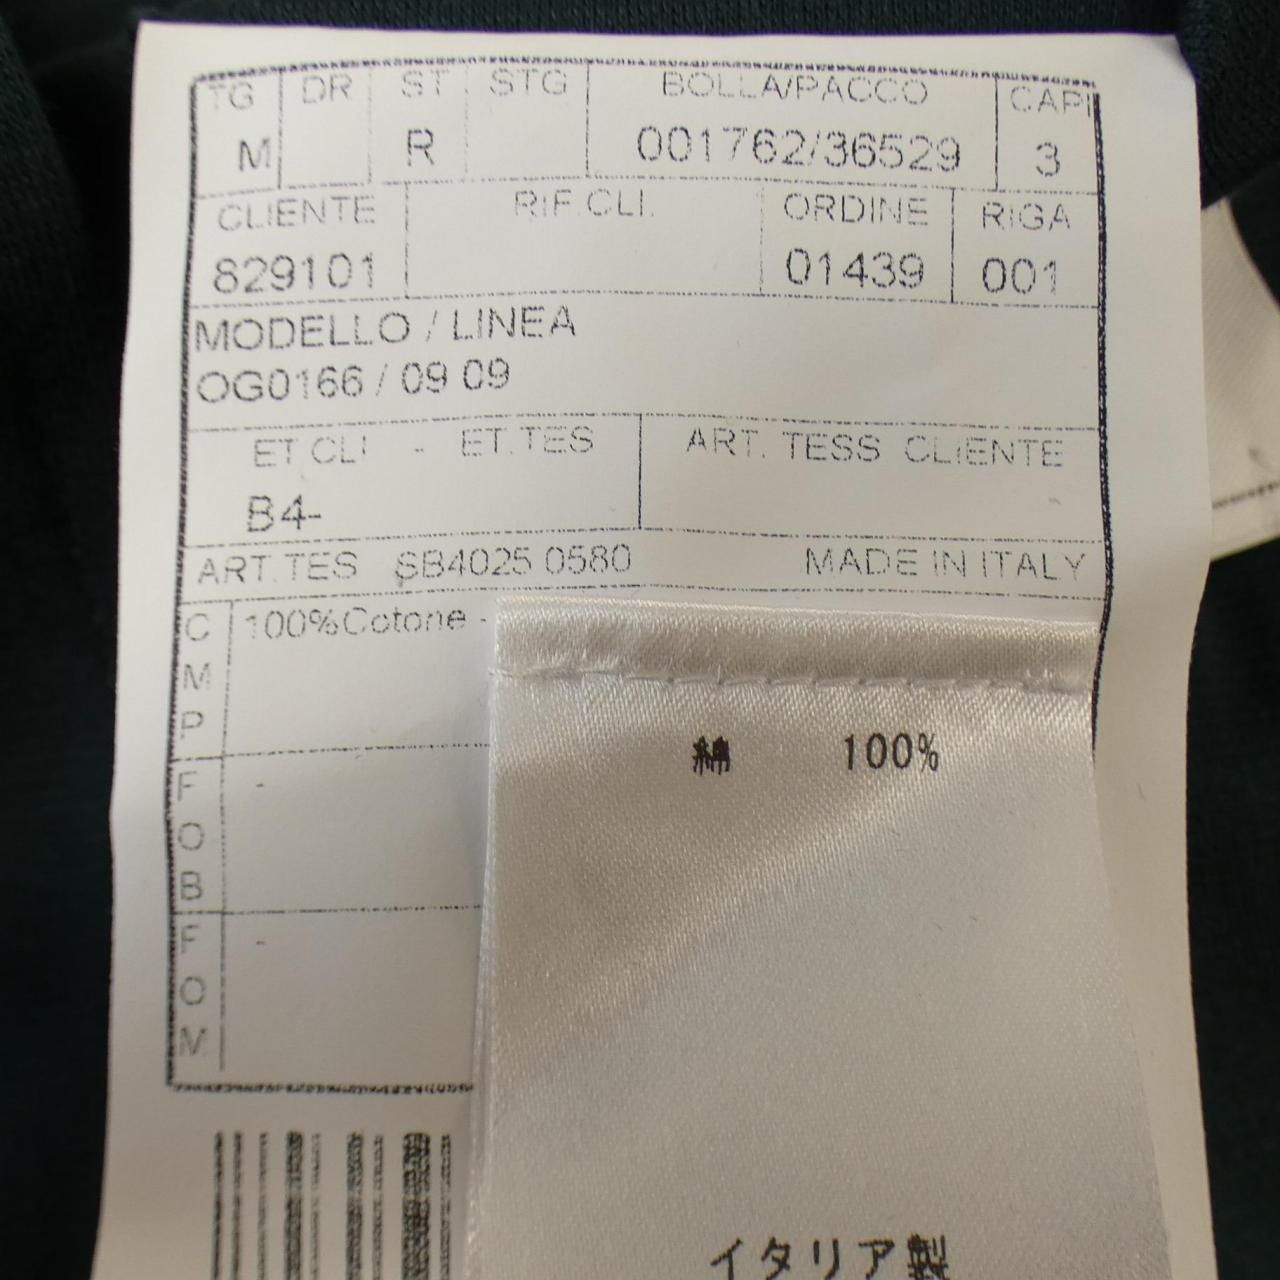 TG DR ST STG BOLLA/PACCO CAPI
M R 001762/36529 3
CLIENTE RIF.CLI. ORDINE RIGA
829101 01439 001
MODELLO / LINEA
OG0166 / 09 09
ET.CLI - ET.TES ART. TESS CLIENTE
B4-
ART.TES SB4025 0580 MADE IN ITALY
CMP 100%Cotone -
FOB -
FOM -
綿 100%
イタリア製